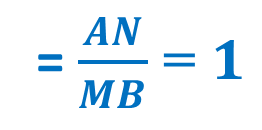 = AN/MB = 1